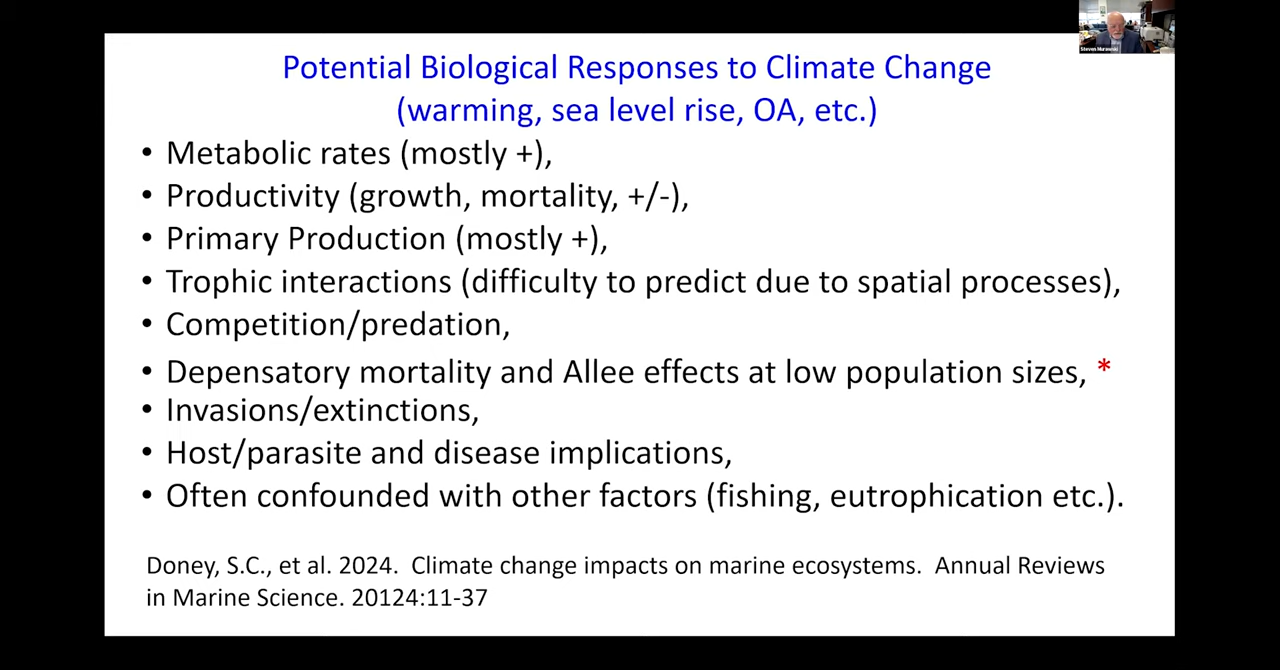 Steven Murawski
Potential Biological Responses to Climate Change
(warming, sea level rise, OA, etc.)
• Metabolic rates (mostly +),
• Productivity (growth, mortality, +/-),
• Primary Production (mostly +),
• Trophic interactions (difficulty to predict due to spatial processes),
• Competition/predation,
• Depensatory mortality and Allee effects at low population sizes, *
• Invasions/extinctions,
• Host/parasite and disease implications,
• Often confounded with other factors (fishing, eutrophication etc.).
Doney, S.C., et al. 2024. Climate change impacts on marine ecosystems. Annual Reviews
in Marine Science. 20124:11-37